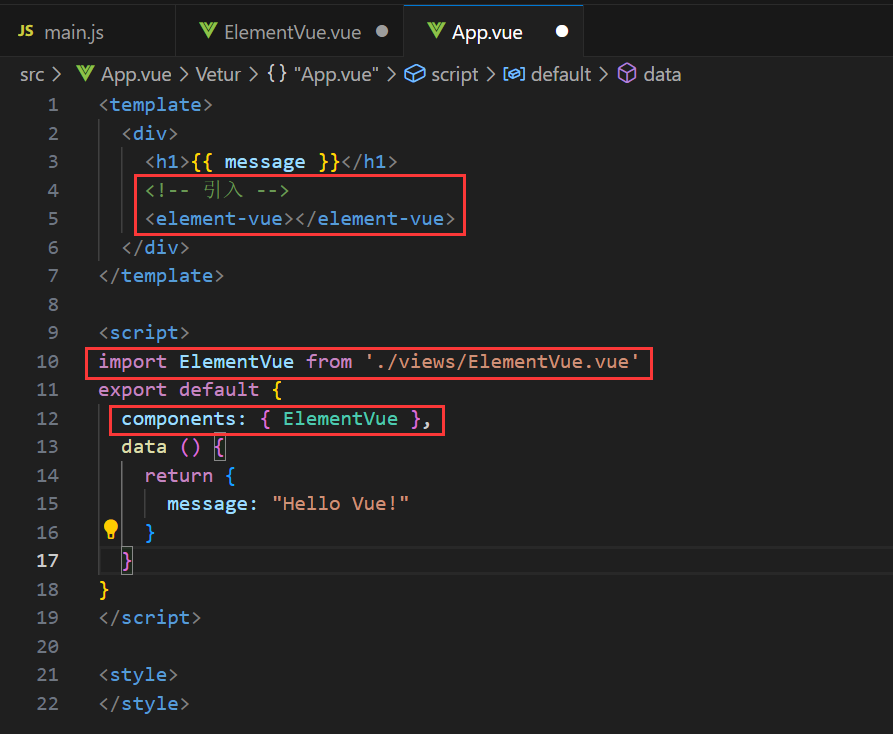 JS main.js ElementVue.vue App.vue
src > App.vue > Vetur > {} "App.vue" > script > default > data
1 <template>
2 <div>
3 <h1>{{ message }}</h1>
4 <!-- 引入 -->
5 <element-vue></element-vue>
6 </div>
7 </template>
8
9 <script>
10 import ElementVue from './views/ElementVue.vue'
11 export default {
12 components: { ElementVue },
13 data () {
14 return {
15 message: "Hello Vue!"
16 }
17 }
18 }
19 </script>
20
21 <style>
22 </style>